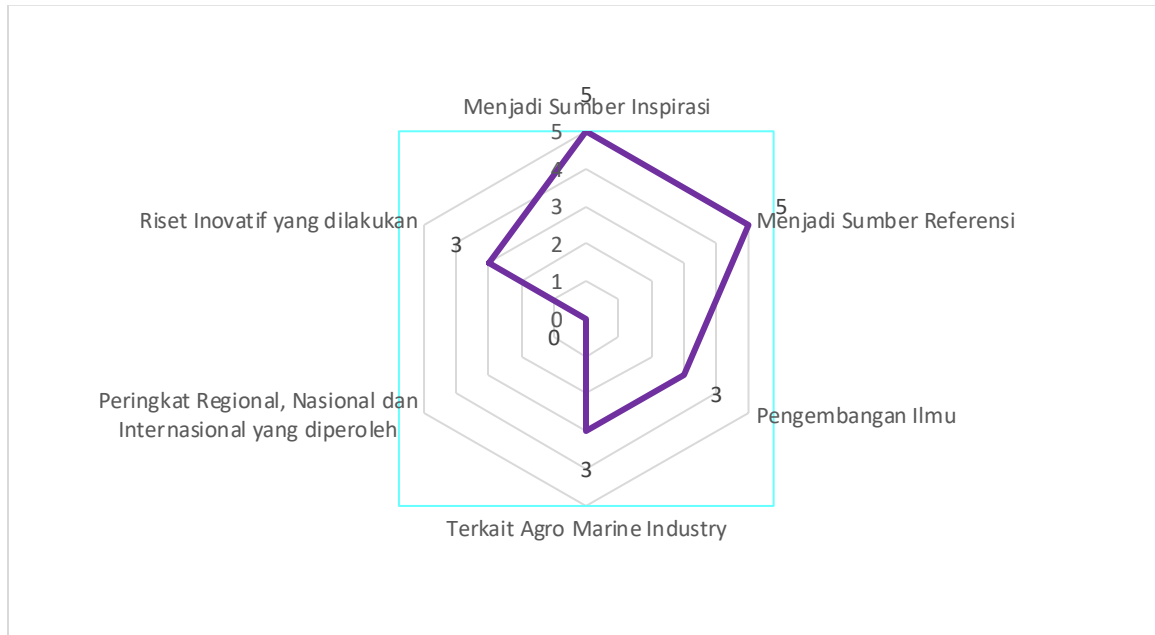 5
Menjadi Sumber Inspirasi
5
4
3
2
1
0
5
Menjadi Sumber Referensi
3
Pengembangan Ilmu
3
Terkait Agro Marine Industry
0
Peringkat Regional, Nasional dan
Internasional yang diperoleh
3
Riset Inovatif yang dilakukan